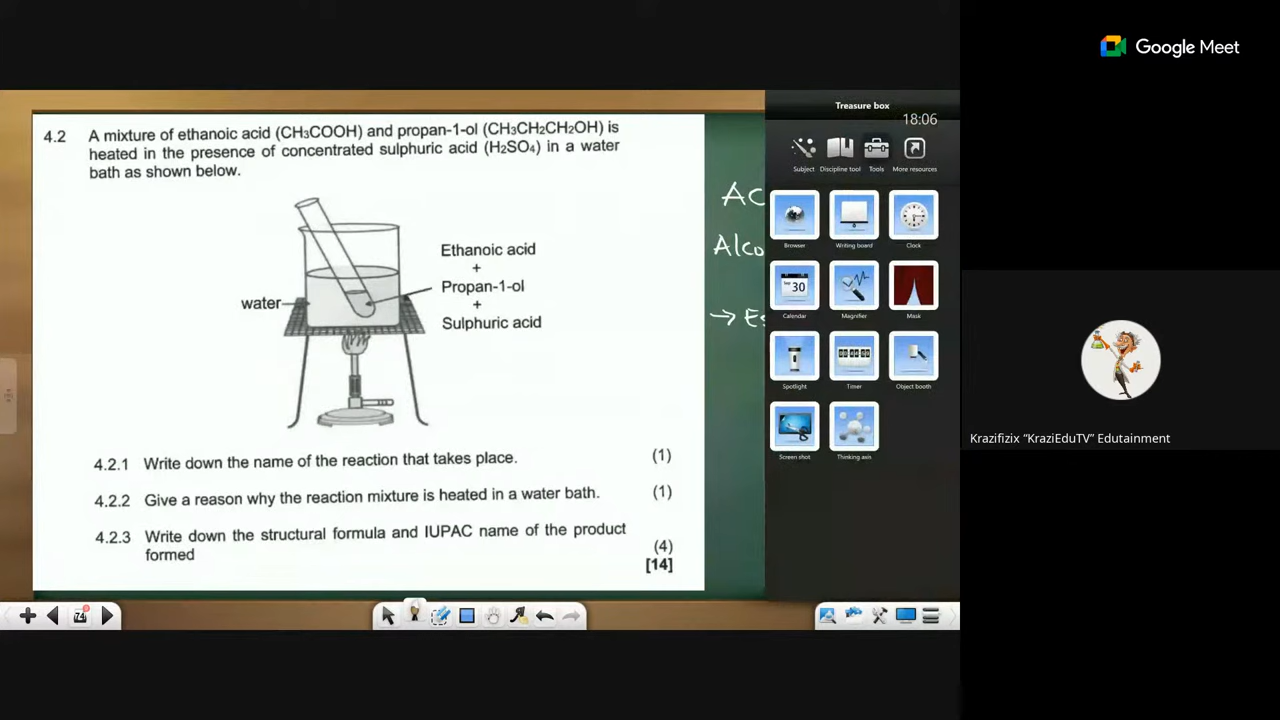 Google Meet
Treasure box
18:06
Subject
Discipline tool
Tools
More resources
Browser
Writing board
Clock
Calendar
Magnifier
Mask
Spotlight
Timer
Object booth
Screen shot
Thinking axis
4.2 A mixture of ethanoic acid (CH3COOH) and propan-1-ol (CH3CH2CH2OH) is
heated in the presence of concentrated sulphuric acid (H2SO4) in a water
bath as shown below.
water
Ethanoic acid
+
Propan-1-ol
+
Sulphuric acid
4.2.1 Write down the name of the reaction that takes place. (1)
4.2.2 Give a reason why the reaction mixture is heated in a water bath. (1)
4.2.3 Write down the structural formula and IUPAC name of the product
formed (4)
[14]
AC
Alco
→ Es
Krazifizix “KraziEduTV” Edutainment